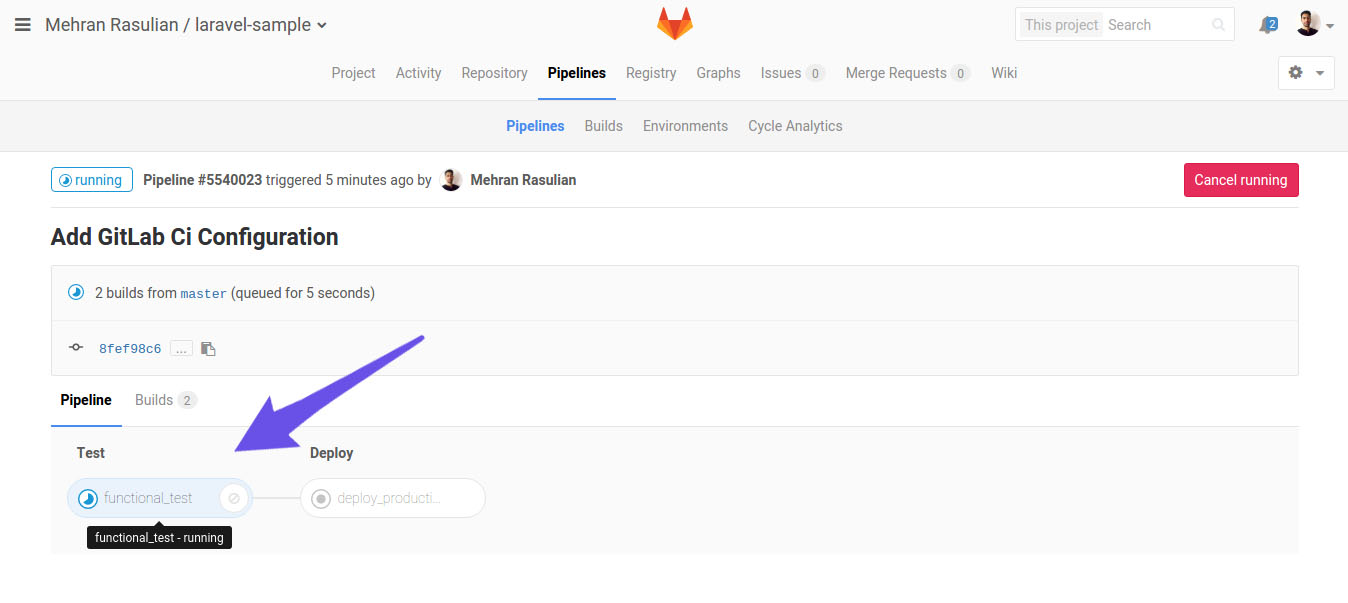 Mehran Rasulian / laravel-sample
This project Search
2
Project Activity Repository Pipelines Registry Graphs Issues 0 Merge Requests 0 Wiki
Pipelines Builds Environments Cycle Analytics
running Pipeline #5540023 triggered 5 minutes ago by Mehran Rasulian
Cancel running
Add GitLab Ci Configuration
2 builds from master (queued for 5 seconds)
8fef98c6 ...
Pipeline Builds 2
Test Deploy
functional_test deploy_producti...
functional_test - running